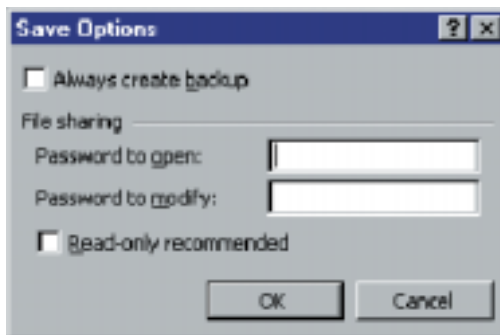 Save Options
Always create backup
File sharing
Password to open:
Password to modify:
Read-only recommended
OK Cancel